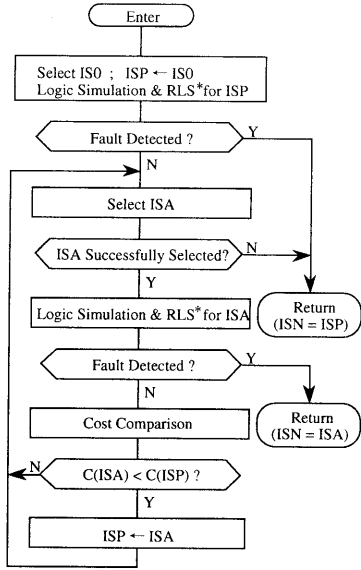 Enter
Select IS0 ; ISP ← IS0
Logic Simulation & RLS* for ISP
Fault Detected ?
Y
N
Select ISA
ISA Successfully Selected?
N
Y
Return
(ISN = ISP)
Logic Simulation & RLS* for ISA
Fault Detected ?
Y
N
Return
(ISN = ISA)
Cost Comparison
N
C(ISA) < C(ISP) ?
Y
ISP ← ISA